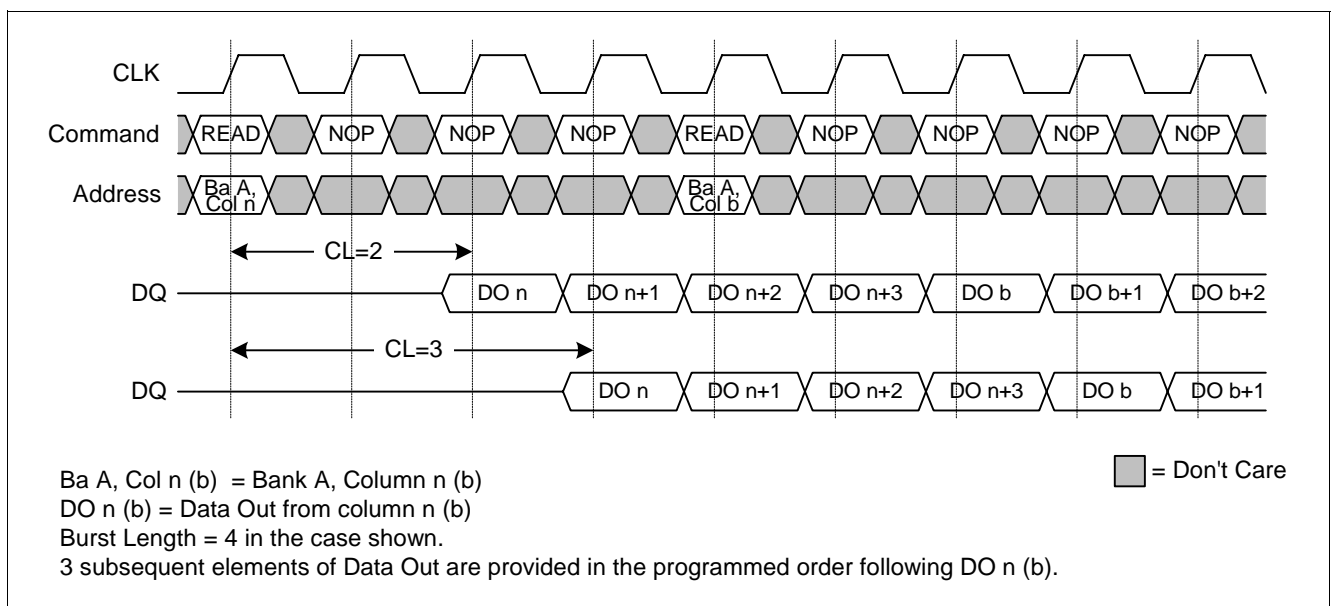 CLK
Command READ NOP NOP NOP READ NOP NOP NOP NOP
Address Ba A, Col n Ba A, Col b
CL=2
DQ DO n DO n+1 DO n+2 DO n+3 DO b DO b+1 DO b+2
CL=3
DQ DO n DO n+1 DO n+2 DO n+3 DO b DO b+1
Ba A, Col n (b) = Bank A, Column n (b)
= Don't Care
DO n (b) = Data Out from column n (b)
Burst Length = 4 in the case shown.
3 subsequent elements of Data Out are provided in the programmed order following DO n (b).